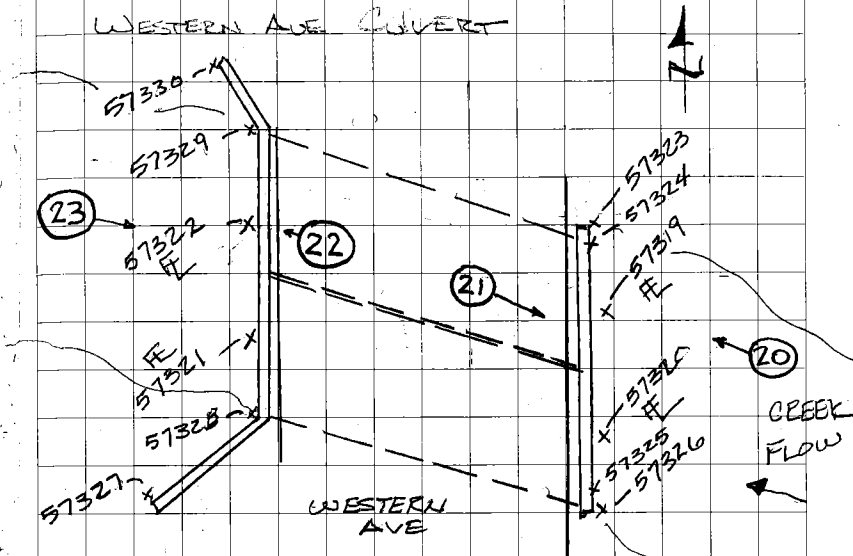 WESTERN AVE CULVERT
N
57330
57329
23
57322
FL
22
57323
57324
57319
FL
21
FL
57321
57328
57320
FL
20
CREEK
FLOW
57325
57326
57327
WESTERN
AVE